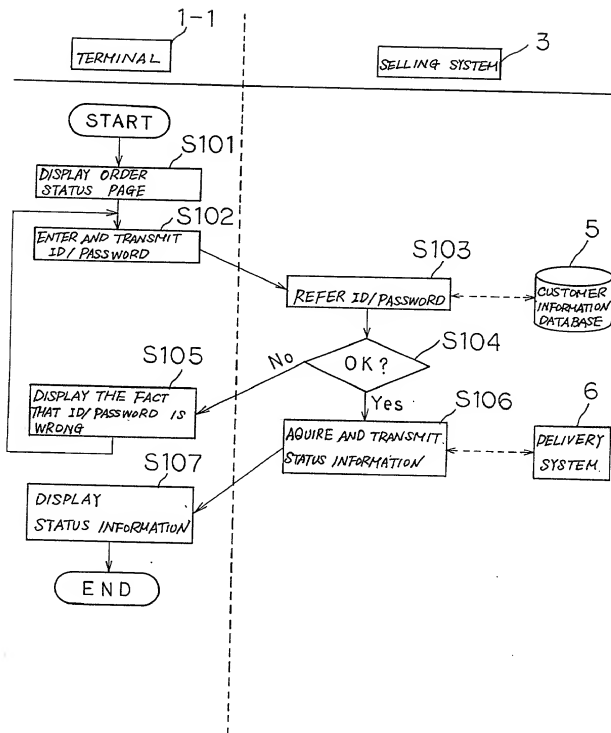 1-1
TERMINAL
3
SELLING SYSTEM
START
S101
DISPLAY ORDER
STATUS PAGE
S102
ENTER AND TRANSMIT
ID/PASSWORD
S103
REFER ID/PASSWORD
5
CUSTOMER
INFORMATION
DATABASE
S104
OK?
No
Yes
S105
DISPLAY THE FACT
THAT ID/PASSWORD IS
WRONG
S106
AQUIRE AND TRANSMIT
STATUS INFORMATION
6
DELIVERY
SYSTEM
S107
DISPLAY
STATUS INFORMATION
END